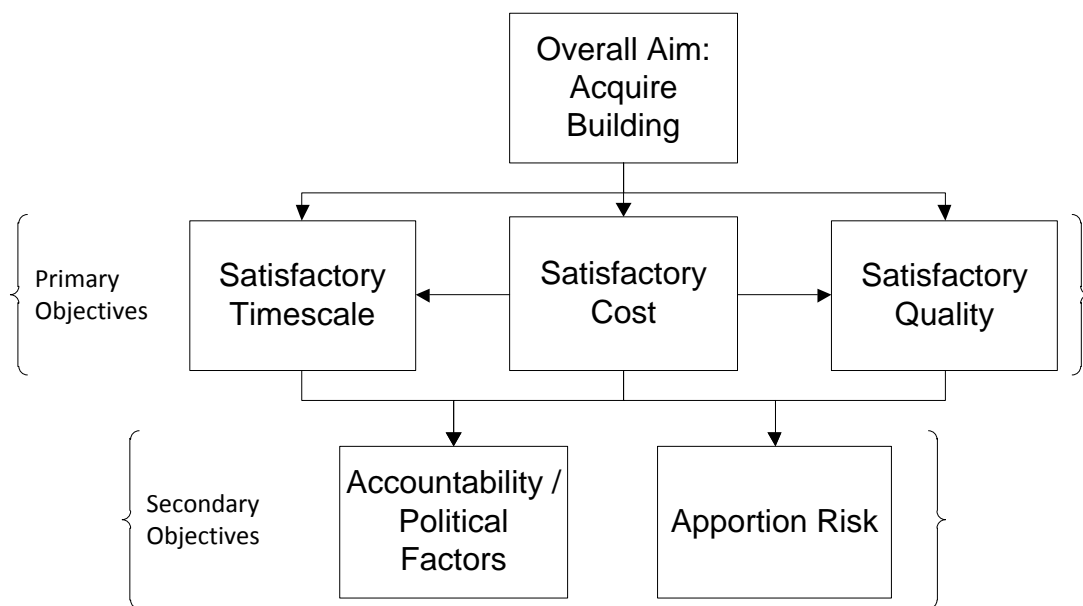 Overall Aim:
Acquire
Building
Primary
Objectives
Satisfactory
Timescale
Satisfactory
Cost
Satisfactory
Quality
Secondary
Objectives
Accountability /
Political
Factors
Apportion Risk